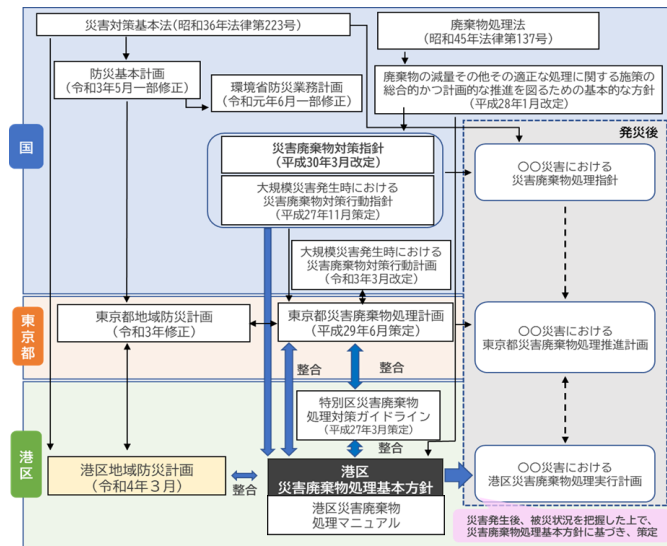 災害対策基本法(昭和36年法律第223号)
廃棄物処理法
(昭和45年法律第137号)
防災基本計画
(令和3年5月一部修正)
環境省防災業務計画
(令和元年6月一部修正)
廃棄物の減量その他その適正な処理に関する施策の
総合的かつ計画的な推進を図るための基本的な方針
(平成28年1月改定)
国
発災後
災害廃棄物対策指針
(平成30年3月改定)
大規模災害発生時における
災害廃棄物対策行動指針
(平成27年11月策定)
〇〇災害における
災害廃棄物処理指針
大規模災害発生時における
災害廃棄物対策行動計画
(令和3年3月改定)
東京都
東京都地域防災計画
(令和3年修正)
東京都災害廃棄物処理計画
(平成29年6月策定)
〇〇災害における
東京都災害廃棄物処理推進計画
整合
整合
特別区災害廃棄物
処理対策ガイドライン
(平成27年3月策定)
整合
港区
港区地域防災計画
(令和4年3月)
整合
港区
災害廃棄物処理基本方針
港区災害廃棄物
処理マニュアル
〇〇災害における
港区災害廃棄物処理実行計画
災害発生後、被災状況を把握した上で、
災害廃棄物処理基本方針に基づき、策定